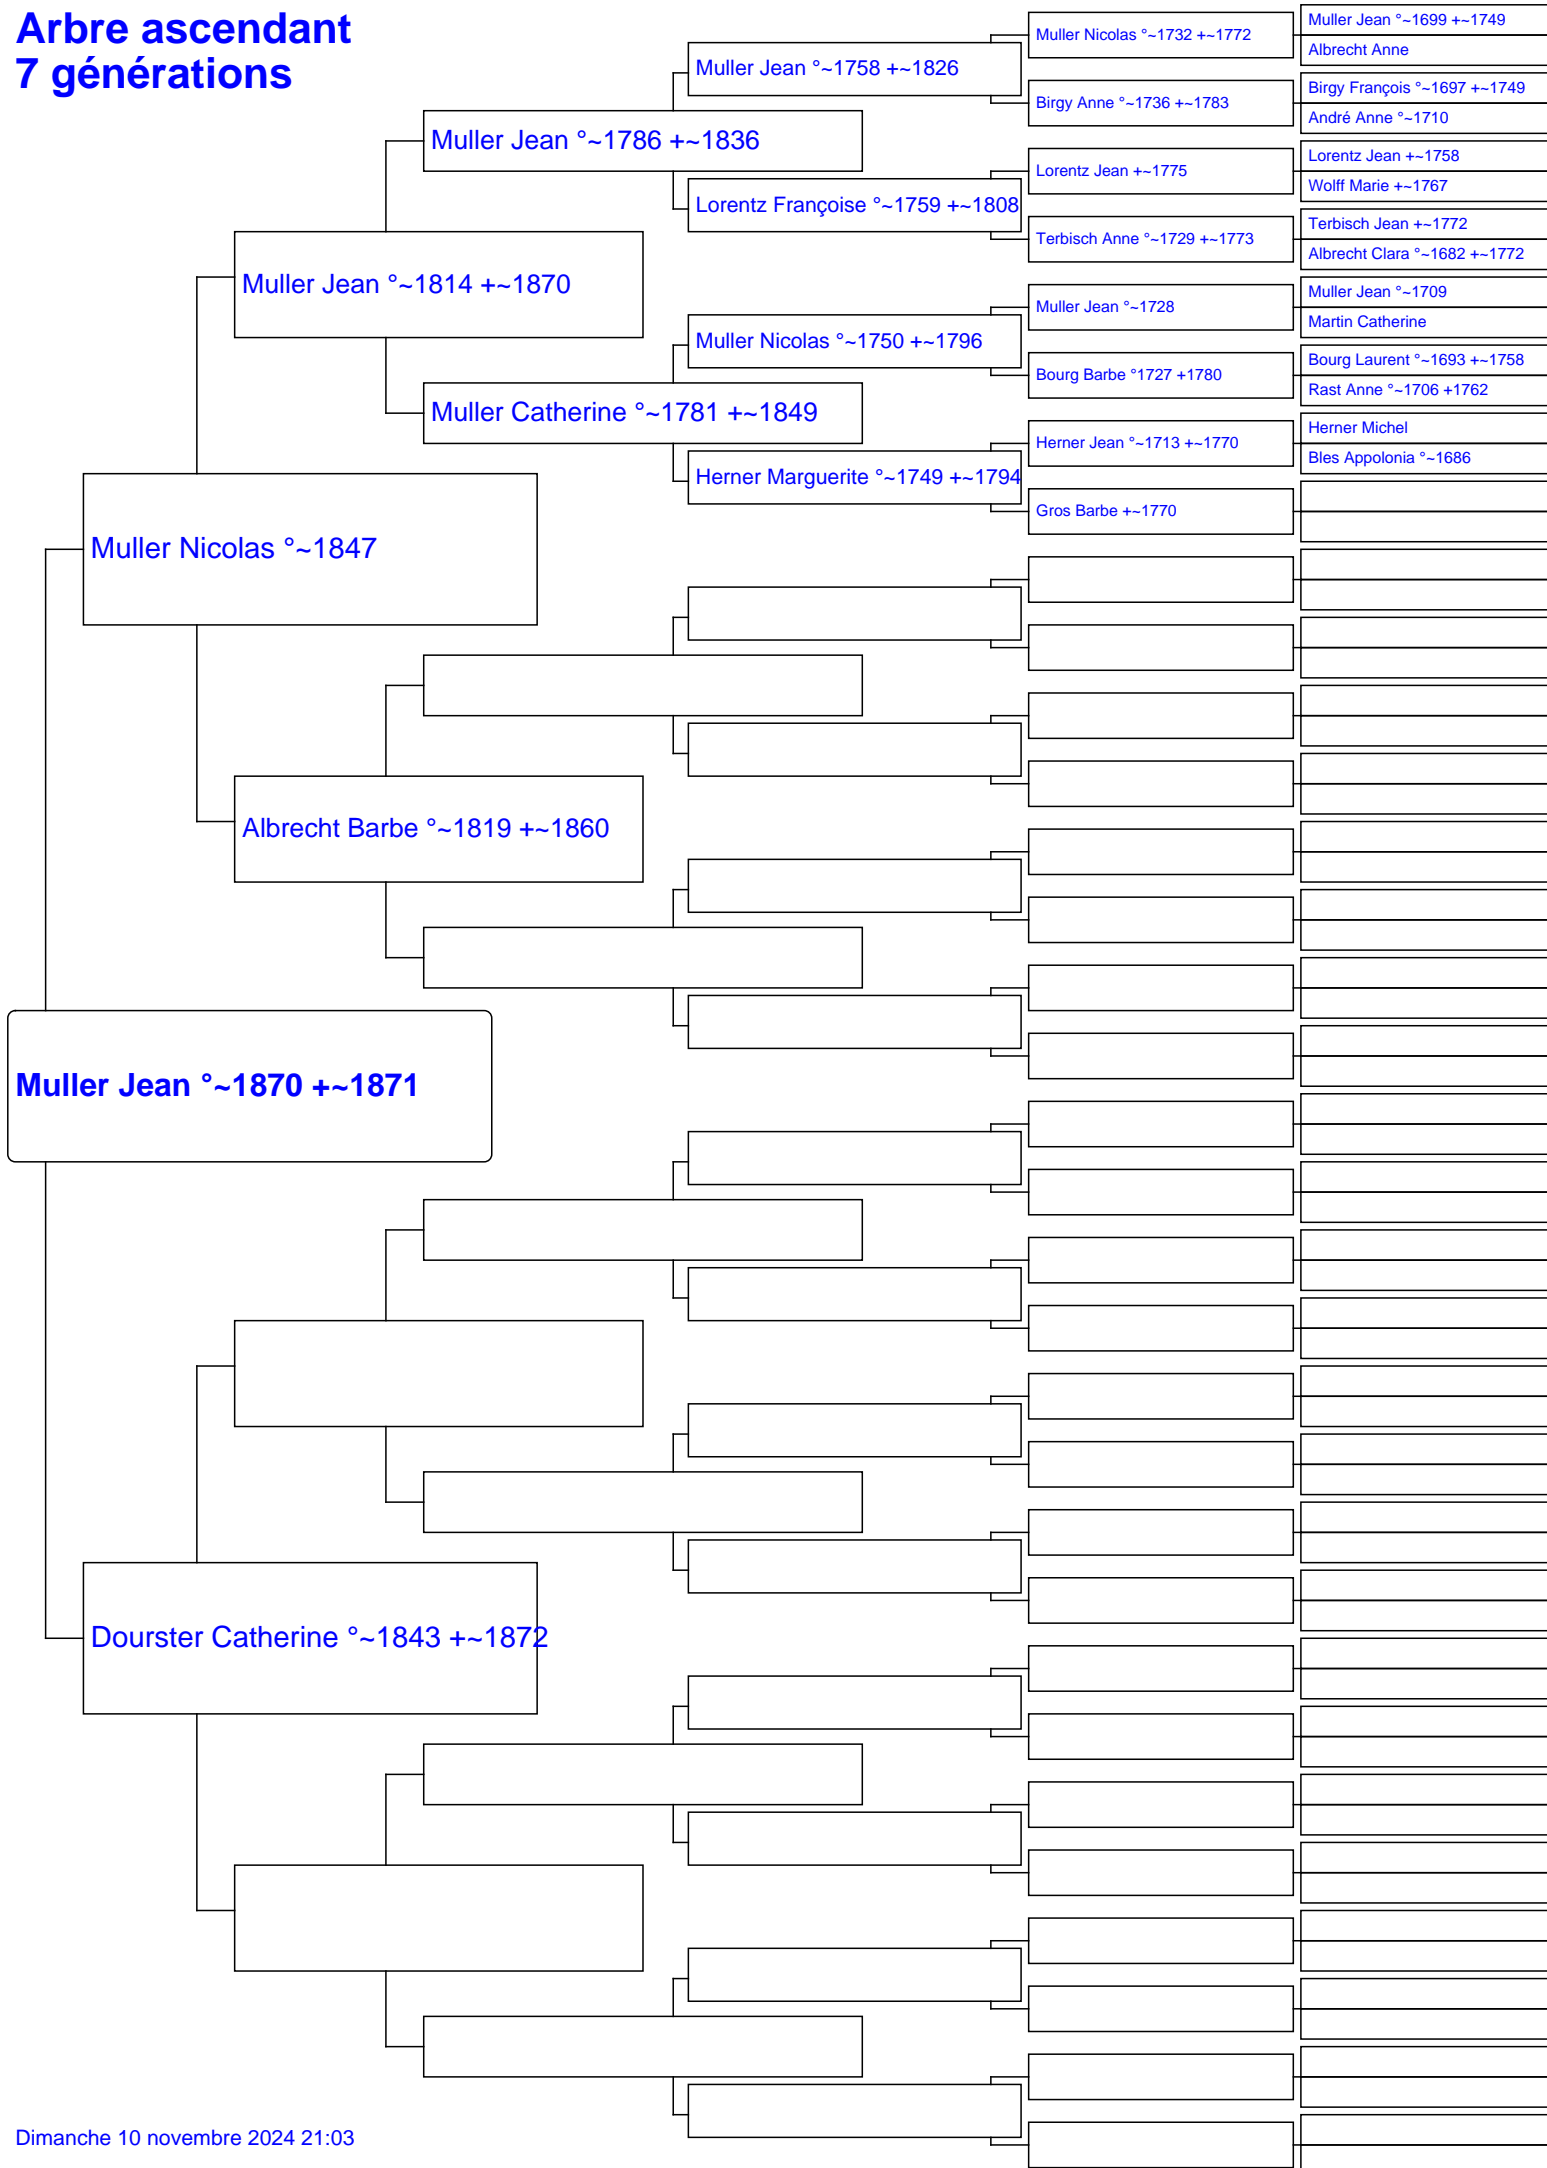 Arbre ascendant
7 générations
Muller Jean °~1870 +~1871
Muller Nicolas °~1847
Dourster Catherine °~1843 +~1872
Muller Jean °~1814 +~1870
Albrecht Barbe °~1819 +~1860
Muller Jean °~1786 +~1836
Muller Catherine °~1781 +~1849
Muller Jean °~1758 +~1826
Lorentz Françoise °~1759 +~1808
Muller Nicolas °~1750 +~1796
Herner Marguerite °~1749 +~1794
Muller Nicolas °~1732 +~1772
Birgy Anne °~1736 +~1783
Lorentz Jean +~1775
Terbisch Anne °~1729 +~1773
Muller Jean °~1728
Bourg Barbe °1727 +1780
Herner Jean °~1713 +~1770
Gros Barbe +~1770
Muller Jean °~1699 +~1749
Albrecht Anne
Birgy François °~1697 +~1749
André Anne °~1710
Lorentz Jean +~1758
Wolff Marie +~1767
Terbisch Jean +~1772
Albrecht Clara °~1682 +~1772
Muller Jean °~1709
Martin Catherine
Bourg Laurent °~1693 +~1758
Rast Anne °~1706 +1762
Herner Michel
Bles Appolonia °~1686
Dimanche 10 novembre 2024 21:03